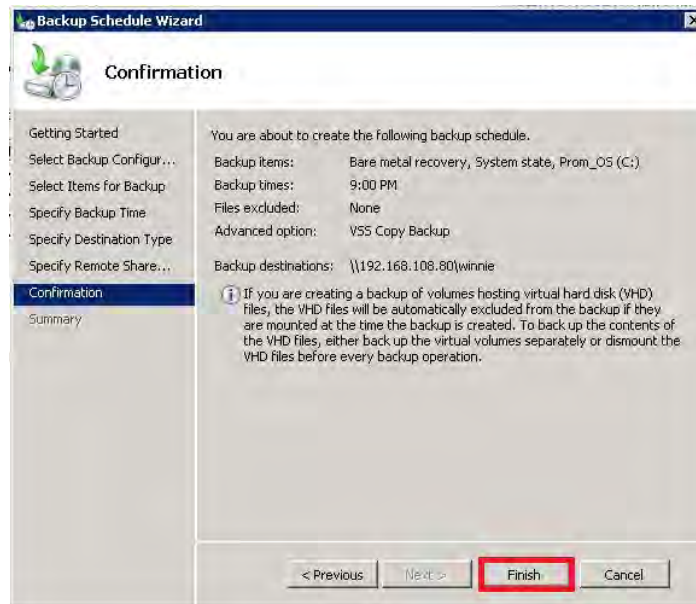 Backup Schedule Wizard
Confirmation
Getting Started
Select Backup Configur...
Select Items for Backup
Specify Backup Time
Specify Destination Type
Specify Remote Share...
Confirmation
Summary
You are about to create the following backup schedule.
Backup items: Bare metal recovery, System state, Prom_OS (C:)
Backup times: 9:00 PM
Files excluded: None
Advanced option: VSS Copy Backup
Backup destinations: \\192.168.108.80\winnie
If you are creating a backup of volumes hosting virtual hard disk (VHD)
files, the VHD files will be automatically excluded from the backup if they
are mounted at the time the backup is created. To back up the contents of
the VHD files, either back up the virtual volumes separately or dismount the
VHD files before every backup operation.
< Previous
Next >
Finish
Cancel